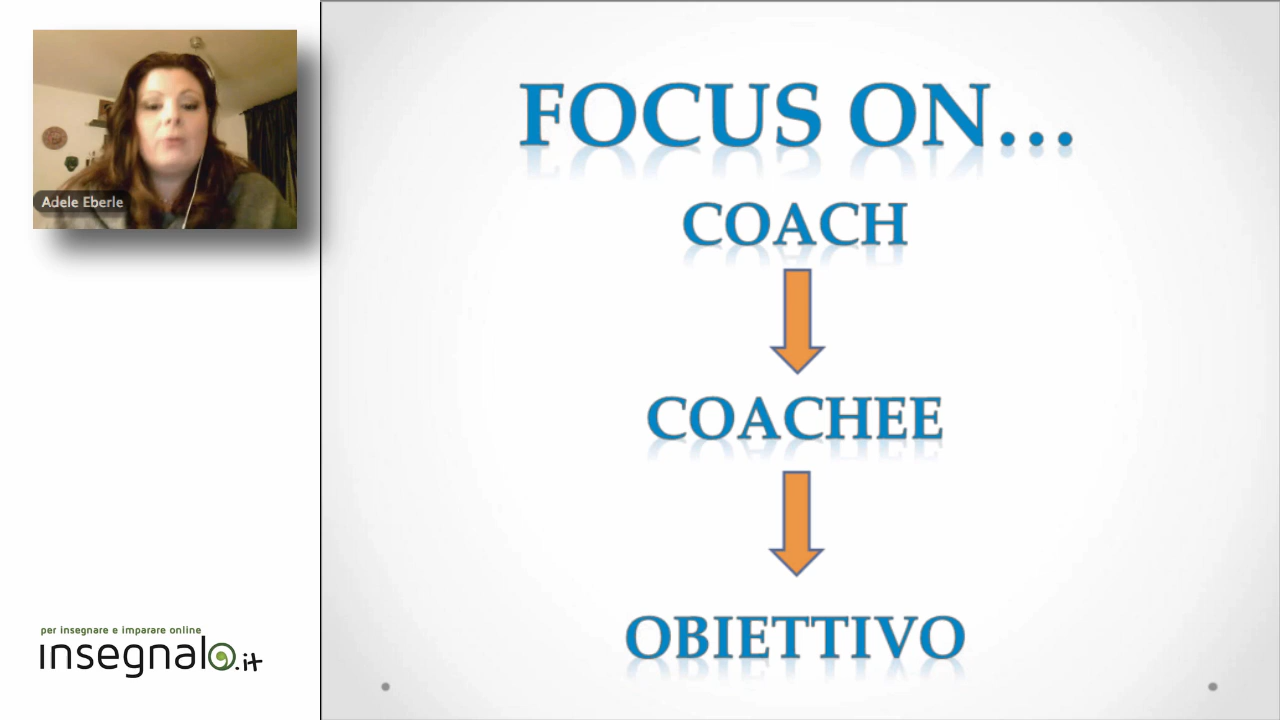 Adele Eberle
FOCUS ON...
COACH
COACHEE
OBIETTIVO
per insegnare e imparare online
insegnalo.it